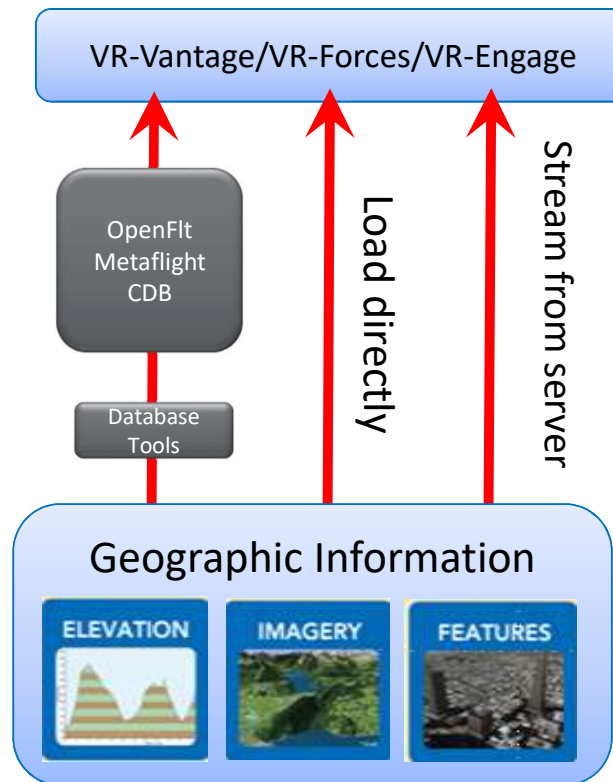 VR-Vantage/VR-Forces/VR-Engage
OpenFlt
Metaflight
CDB
Database
Tools
Load directly
Stream from server
Geographic Information
ELEVATION
IMAGERY
FEATURES